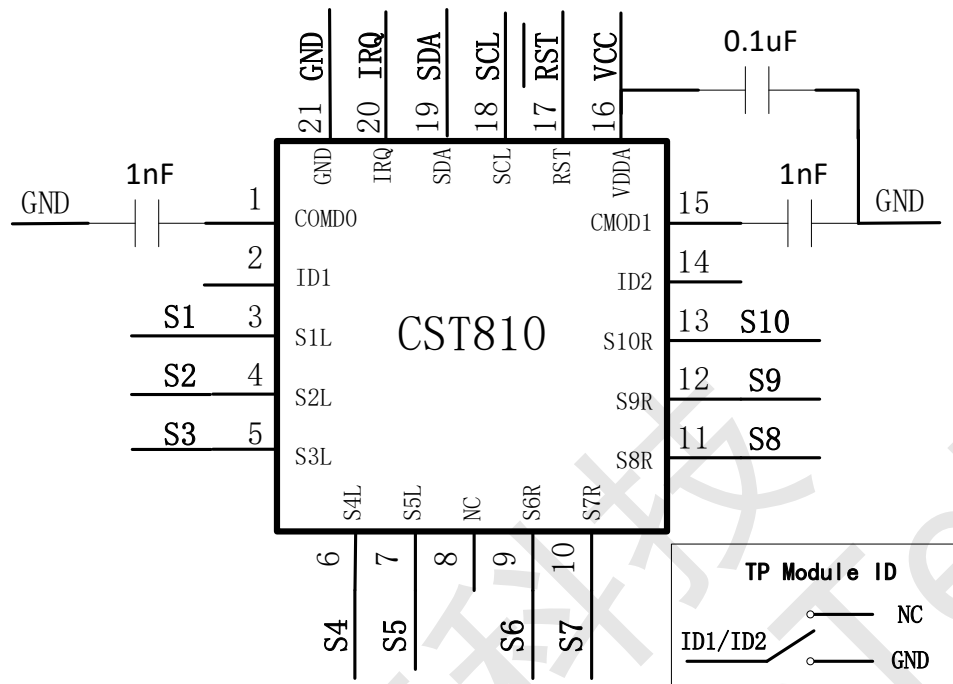 GND IRQ SDA SCL RST VCC 0.1uF
21 20 19 18 17 16
GND IRQ SDA SCL RST VDDA
GND 1nF 1 COMD0 CMOD1 15 1nF GND
2 ID1 ID2 14
S1 3 S1L CST810 S10R 13 S10
S2 4 S2L S9R 12 S9
S3 5 S3L S8R 11 S8
S4L S5L NC S6R S7R
6 7 8 9 10
S4 S5 S6 S7
TP Module ID
NC
ID1/ID2
GND
科技
Te